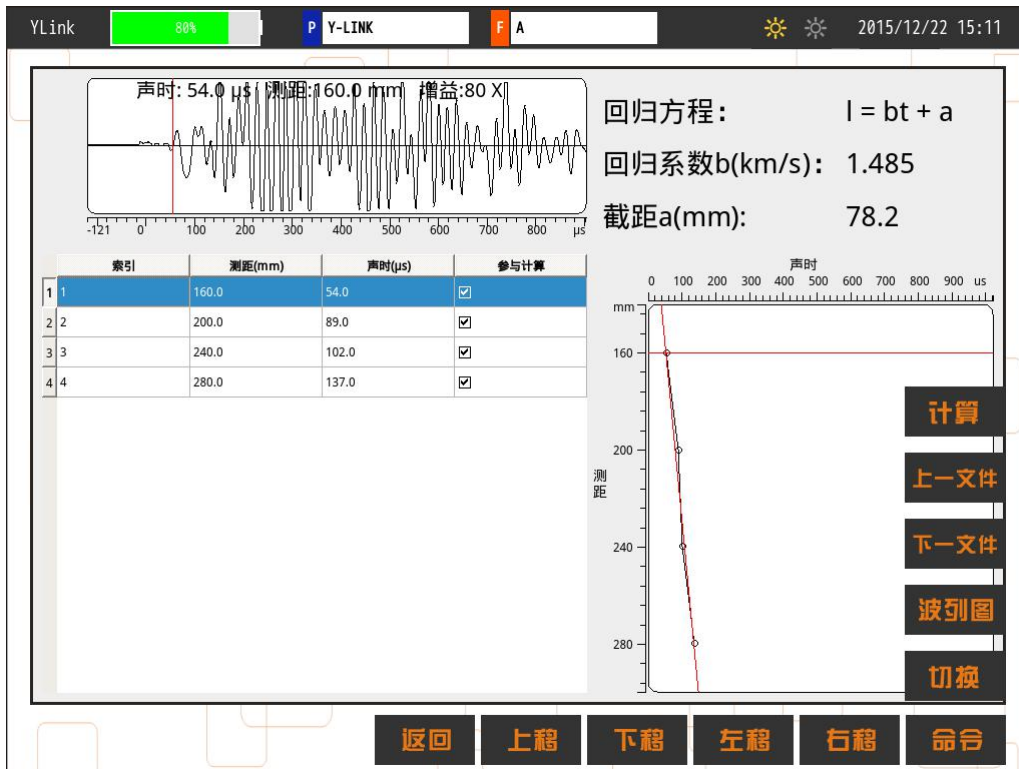 YLink 80% P Y-LINK F A 2015/12/22 15:11
声时: 54.0 μs 测距:160.0 mm 增益:80 X
-121 0 100 200 300 400 500 600 700 800 μs
回归方程: l = bt + a
回归系数b(km/s): 1.485
截距a(mm): 78.2
索引 测距(mm) 声时(μs) 参与计算
1 1 160.0 54.0
2 2 200.0 89.0
3 3 240.0 102.0
4 4 280.0 137.0
声时
0 100 200 300 400 500 600 700 800 900 us
mm
160
200
测距
240
280
计算
上一文件
下一文件
波列图
切换
返回 上移 下移 左移 右移 命令